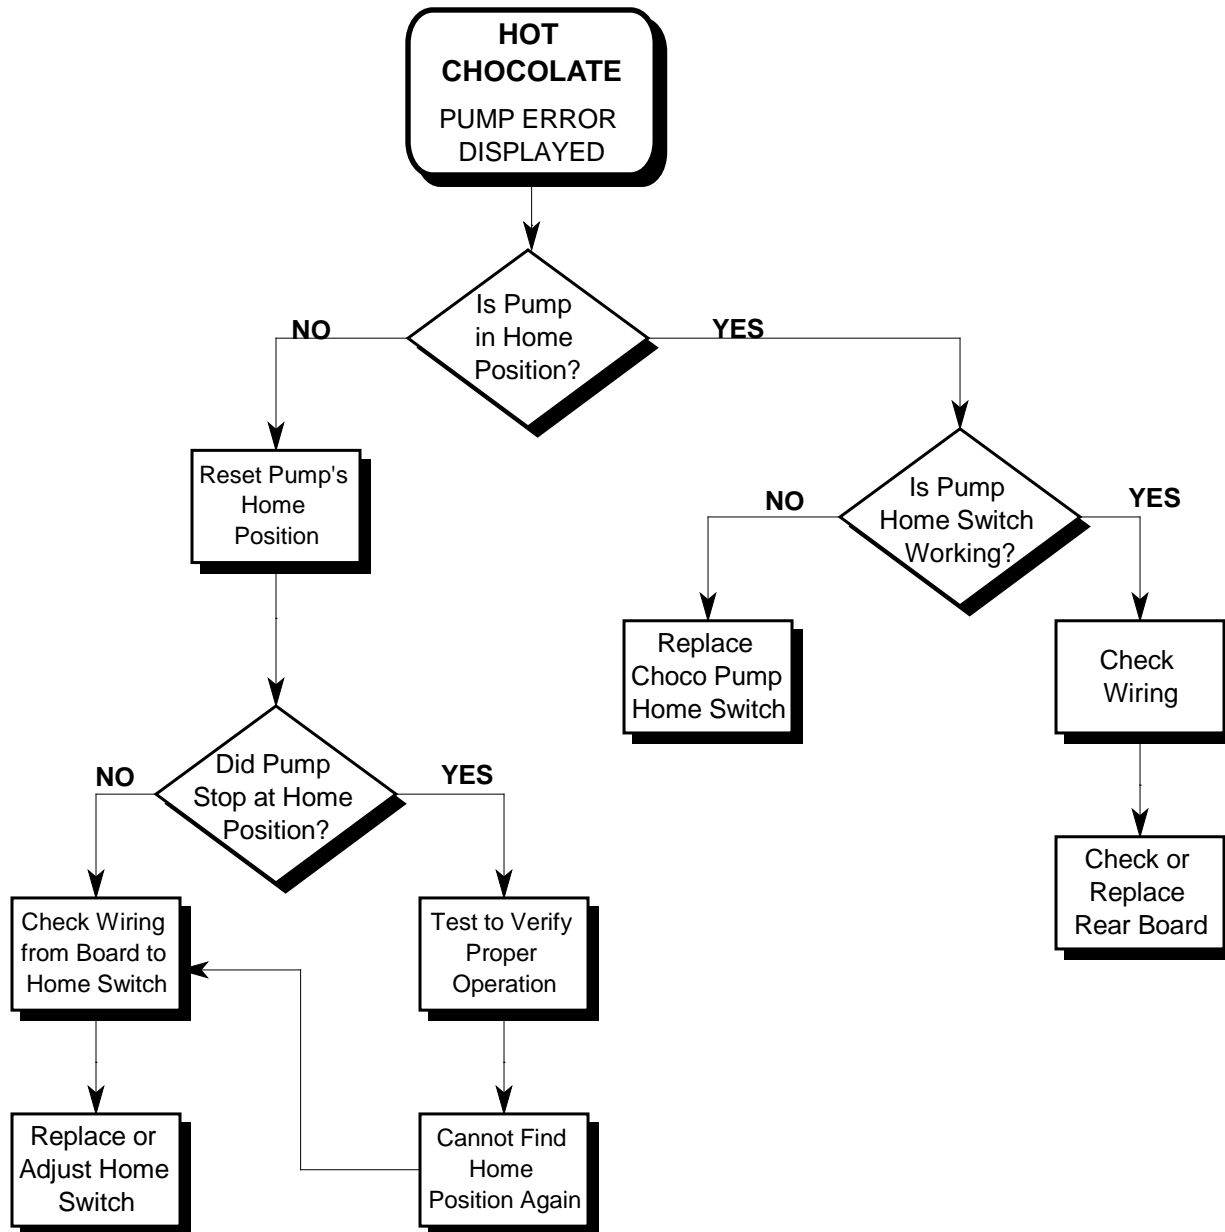 HOT
CHOCOLATE
PUMP ERROR
DISPLAYED
Is Pump
in Home
Position?
NO
YES
Reset Pump's
Home
Position
Is Pump
Home Switch
Working?
NO
YES
Replace
Choco Pump
Home Switch
Check
Wiring
Did Pump
Stop at Home
Position?
NO
YES
Check or
Replace
Rear Board
Check Wiring
from Board to
Home Switch
Test to Verify
Proper
Operation
Replace or
Adjust Home
Switch
Cannot Find
Home
Position Again